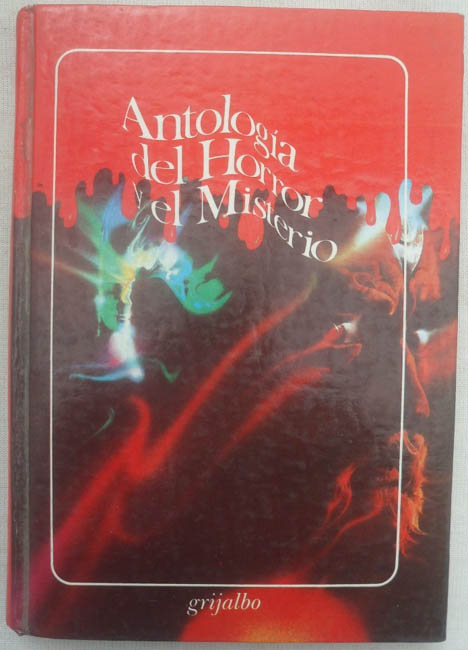 Antología
del Horror
y el Misterio
grijalbo